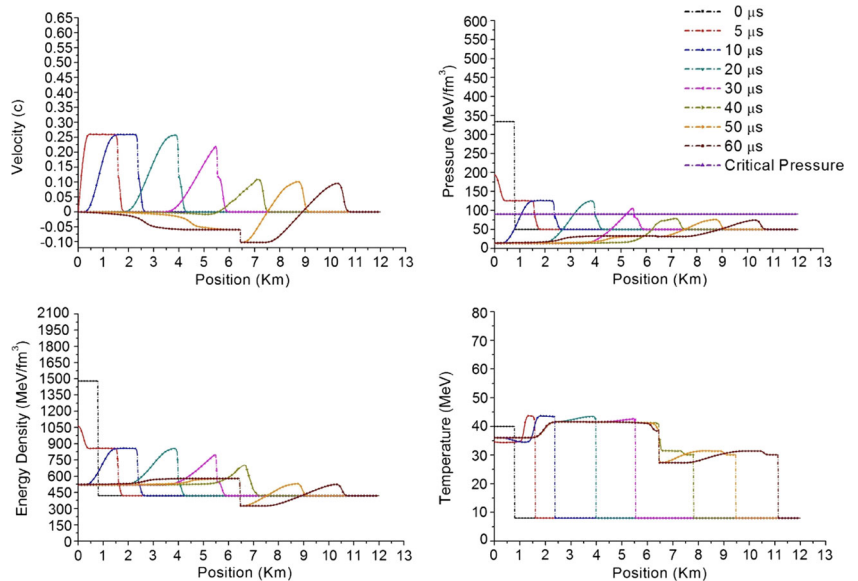 0.65
0.60
0.55
0.50
0.45
0.40
0.35
0.30
0.25
0.20
0.15
0.10
0.05
0
-0.05
-0.10
Velocity (c)
0 1 2 3 4 5 6 7 8 9 10 11 12 13
Position (Km)
600
550
500
450
400
350
300
250
200
150
100
50
0
Pressure (MeV/fm³)
0 1 2 3 4 5 6 7 8 9 10 11 12 13
Position (Km)
0 μs
5 μs
10 μs
20 μs
30 μs
40 μs
50 μs
60 μs
Critical Pressure
2100
1950
1800
1650
1500
1350
1200
1050
900
750
600
450
300
150
0
Energy Density (MeV/fm³)
0 1 2 3 4 5 6 7 8 9 10 11 12 13
Position (Km)
80
70
60
50
40
30
20
10
0
Temperature (MeV)
0 1 2 3 4 5 6 7 8 9 10 11 12 13
Position (Km)